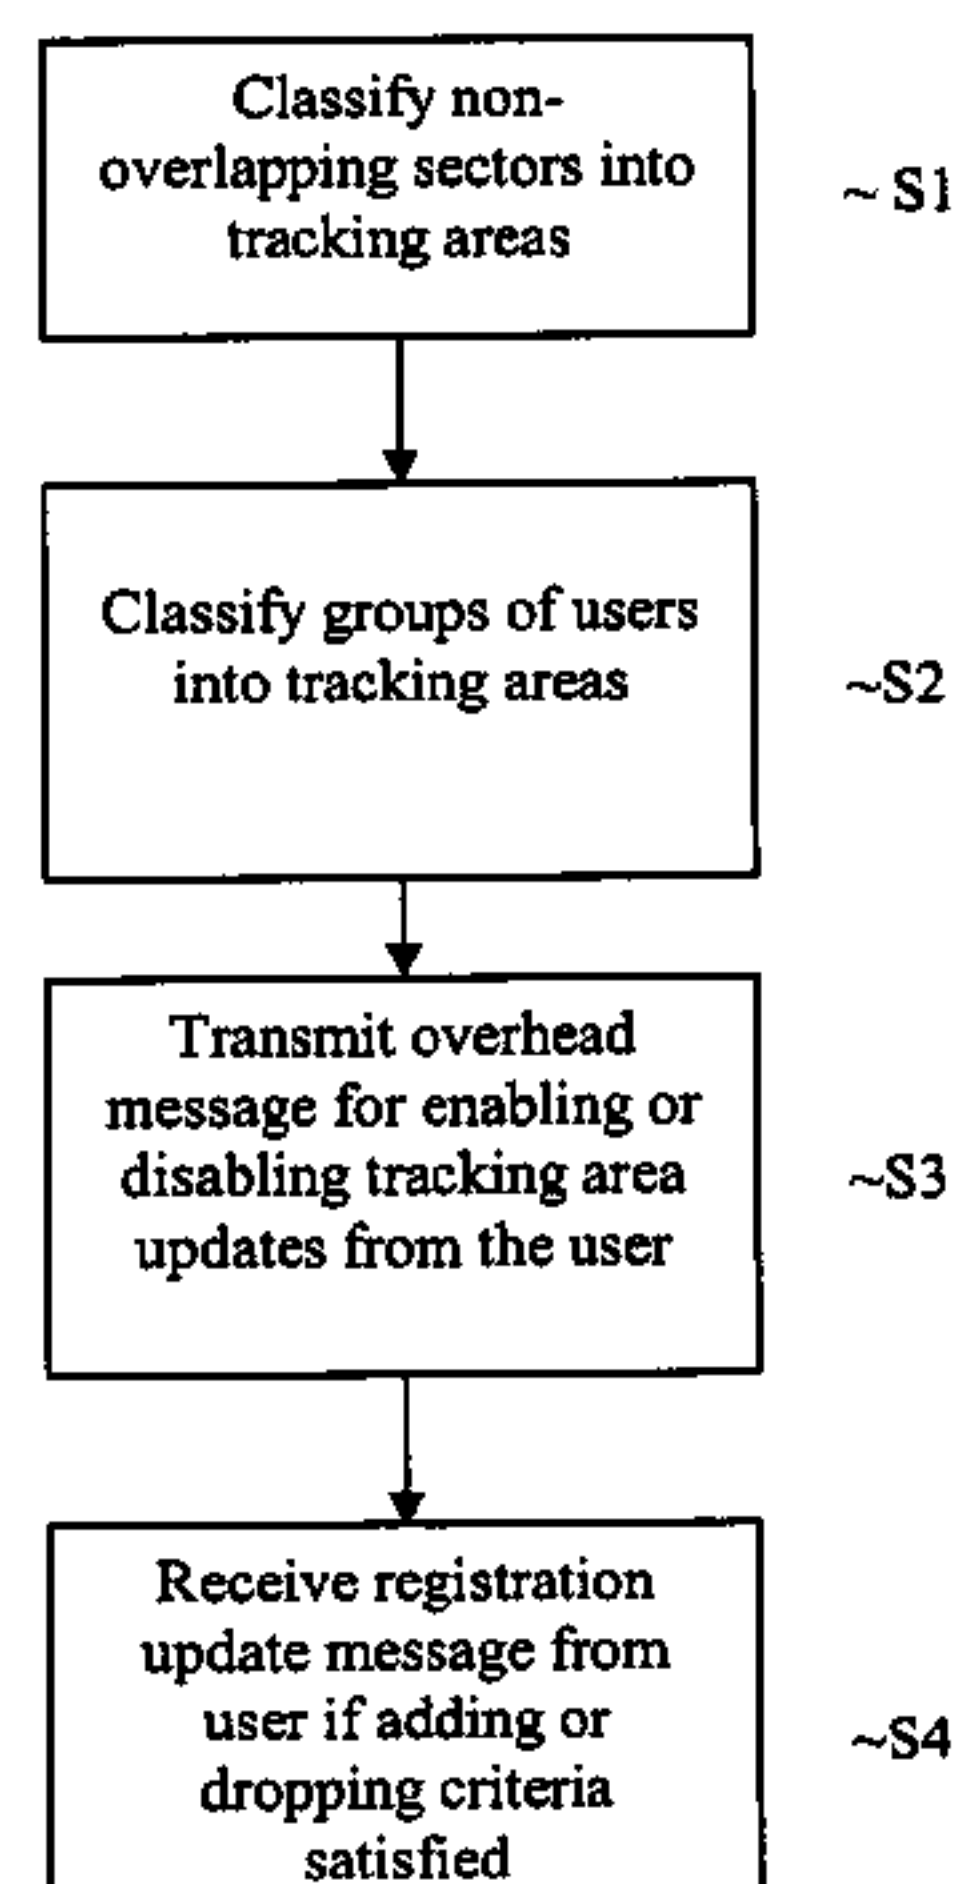 Classify non-
overlapping sectors into
tracking areas
~ S1
Classify groups of users
into tracking areas
~S2
Transmit overhead
message for enabling or
disabling tracking area
updates from the user
~S3
Receive registration
update message from
user if adding or
dropping criteria
satisfied
~S4